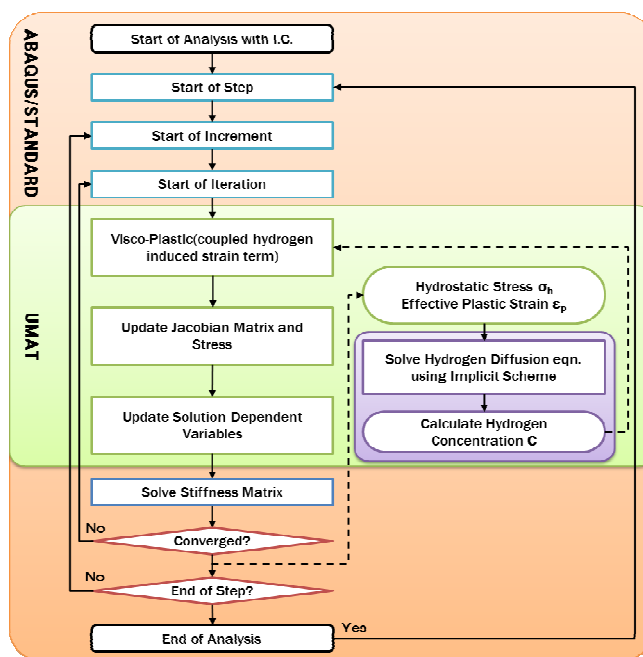 ABAQUS/STANDARD
Start of Analysis with I.C.
Start of Step
Start of Increment
Start of Iteration
UMAT
Visco-Plastic(coupled hydrogen
induced strain term)
Update Jacobian Matrix and
Stress
Update Solution Dependent
Variables
Hydrostatic Stress σh
Effective Plastic Strain εp
Solve Hydrogen Diffusion eqn.
using Implicit Scheme
Calculate Hydrogen
Concentration C
Solve Stiffness Matrix
No
Converged?
No
End of Step?
Yes
End of Analysis